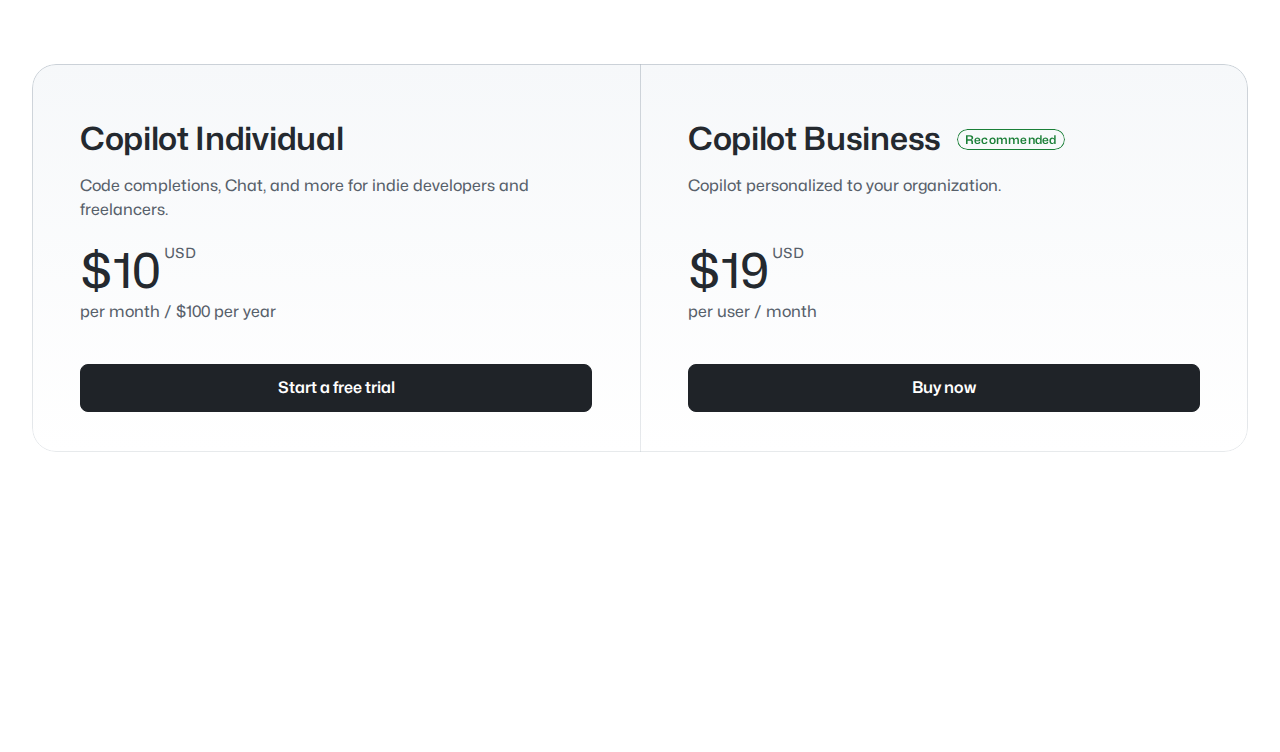 Copilot Individual
Code completions, Chat, and more for indie developers and
freelancers.
$10 USD
per month / $100 per year
Start a free trial
Copilot Business Recommended
Copilot personalized to your organization.
$19 USD
per user / month
Buy now